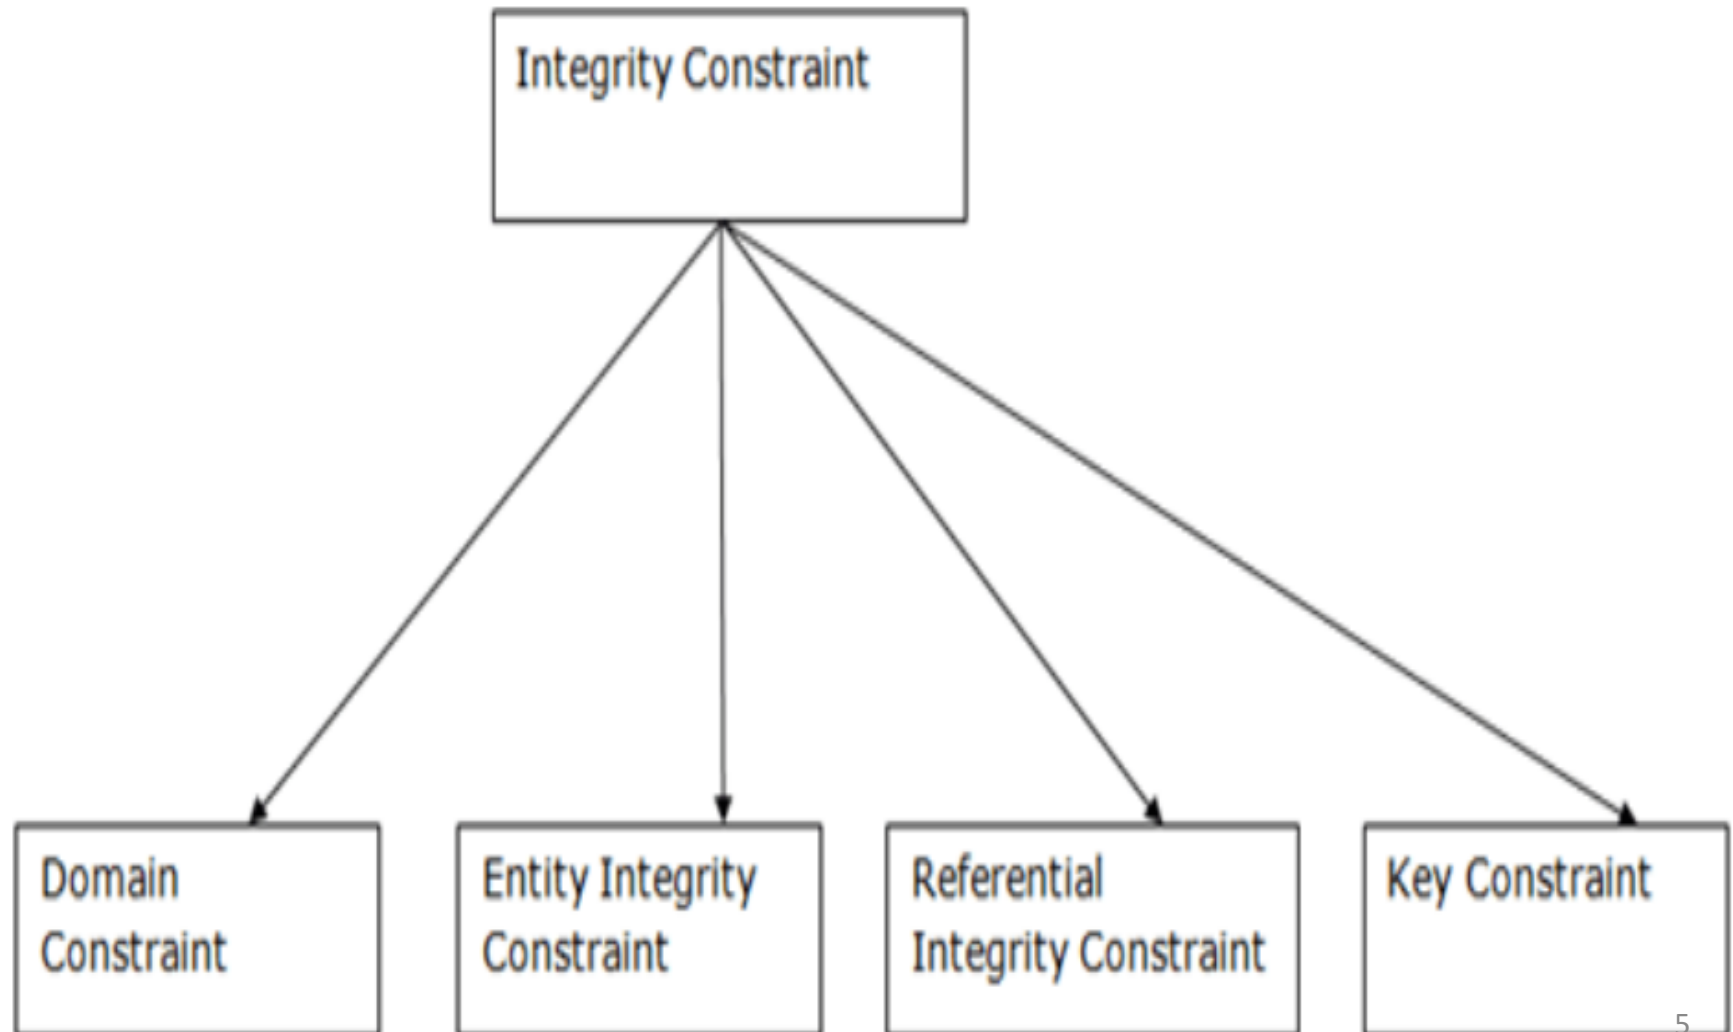 Integrity Constraint
Domain
Constraint
Entity Integrity
Constraint
Referential
Integrity Constraint
Key Constraint
5